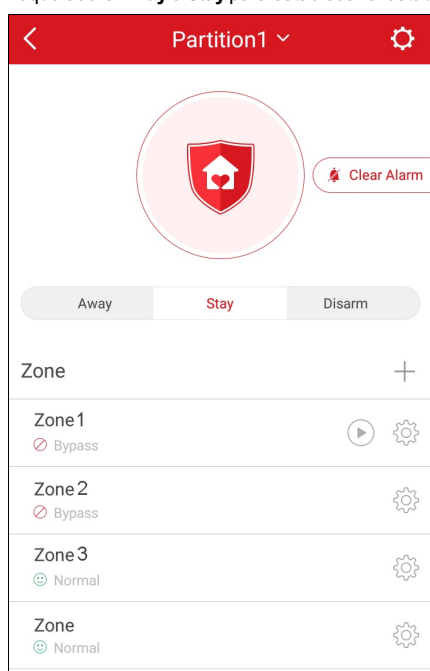 Partition1
Clear Alarm
Away Stay Disarm
Zone
Zone1
Bypass
Zone2
Bypass
Zone3
Normal
Zone
Normal